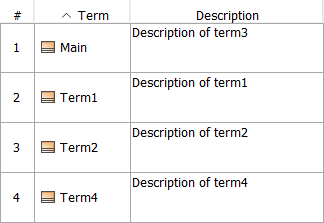 # Term Description
1 Main Description of term3
2 Term1 Description of term1
3 Term2 Description of term2
4 Term4 Description of term4